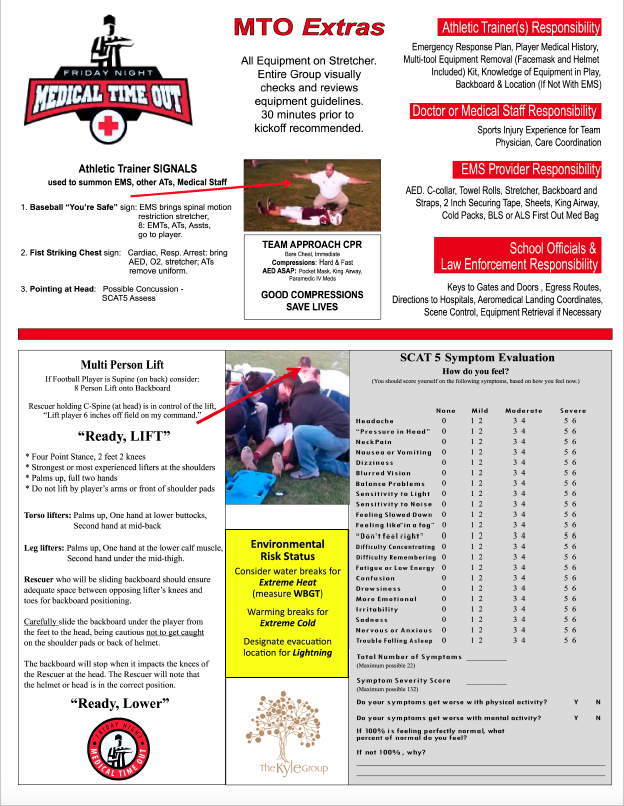 FRIDAY NIGHT
MEDICAL TIME OUT
MTO Extras
All Equipment on Stretcher.
Entire Group visually
checks and reviews
equipment guidelines.
30 minutes prior to
kickoff recommended.
Athletic Trainer(s) Responsibility
Emergency Response Plan, Player Medical History,
Multi-tool Equipment Removal (Facemask and Helmet
Included) Kit, Knowledge of Equipment in Play,
Backboard & Location (If Not With EMS)
Doctor or Medical Staff Responsibility
Sports Injury Experience for Team
Physician, Care Coordination
EMS Provider Responsibility
AED. C-collar, Towel Rolls, Stretcher, Backboard and
Straps, 2 Inch Securing Tape, Sheets, King Airway,
Cold Packs, BLS or ALS First Out Med Bag
School Officials &
Law Enforcement Responsibility
Keys to Gates and Doors , Egress Routes,
Directions to Hospitals, Aeromedical Landing Coordinates,
Scene Control, Equipment Retrieval if Necessary
Athletic Trainer SIGNALS
used to summon EMS, other ATs, Medical Staff
1. Baseball “You're Safe” sign: EMS brings spinal motion
restriction stretcher,
8: EMTs, ATs, Assts,
go to player.
2. Fist Striking Chest sign: Cardiac, Resp. Arrest: bring
AED, O2, stretcher; ATs
remove uniform.
3. Pointing at Head: Possible Concussion -
SCAT5 Assess
TEAM APPROACH CPR
Bare Chest, Immediate
Compressions: Hard & Fast
AED ASAP: Pocket Mask, King Airway,
Paramedic IV Meds
GOOD COMPRESSIONS
SAVE LIVES
Multi Person Lift
If Football Player is Supine (on back) consider:
8 Person Lift onto Backboard
Rescuer holding C-Spine (at head) is in control of the lift,
“Lift player 6 inches off field on my command.”
“Ready, LIFT”
* Four Point Stance, 2 feet 2 knees
* Strongest or most experienced lifters at the shoulders
* Palms up, full two hands
* Do not lift by player's arms or front of shoulder pads
Torso lifters: Palms up, One hand at lower buttocks,
Second hand at mid-back
Leg lifters: Palms up, One hand at the lower calf muscle,
Second hand under the mid-thigh.
Rescuer who will be sliding backboard should ensure
adequate space between opposing lifter's knees and
toes for backboard positioning.
Carefully slide the backboard under the player from
the feet to the head, being cautious not to get caught
on the shoulder pads or back of helmet.
The backboard will stop when it impacts the knees of
the Rescuer at the head. The Rescuer will note that
the helmet or head is in the correct position.
“Ready, Lower”
FRIDAY NIGHT
MEDICAL TIME OUT
Environmental
Risk Status
Consider water breaks for
Extreme Heat
(measure WBGT)
Warming breaks for
Extreme Cold
Designate evacuation
location for Lightning
The Kyle Group
SCAT 5 Symptom Evaluation
How do you feel?
(You should score yourself on the following symptoms, based on how you feel now.)
None Mild Moderate Severe
Headache 0 1 2 3 4 5 6
“Pressure in Head” 0 1 2 3 4 5 6
Neck Pain 0 1 2 3 4 5 6
Nausea or Vomiting 0 1 2 3 4 5 6
Dizziness 0 1 2 3 4 5 6
Blurred Vision 0 1 2 3 4 5 6
Balance Problems 0 1 2 3 4 5 6
Sensitivity to Light 0 1 2 3 4 5 6
Sensitivity to Noise 0 1 2 3 4 5 6
Feeling Slowed Down 0 1 2 3 4 5 6
Feeling like “in a fog” 0 1 2 3 4 5 6
“Don't feel right” 0 1 2 3 4 5 6
Difficulty Concentrating 0 1 2 3 4 5 6
Difficulty Remembering 0 1 2 3 4 5 6
Fatigue or Low Energy 0 1 2 3 4 5 6
Confusion 0 1 2 3 4 5 6
Drowsiness 0 1 2 3 4 5 6
More Emotional 0 1 2 3 4 5 6
Irritability 0 1 2 3 4 5 6
Sadness 0 1 2 3 4 5 6
Nervous or Anxious 0 1 2 3 4 5 6
Trouble Falling Asleep 0 1 2 3 4 5 6
Total Number of Symptoms
(Maximum possible 22)
Symptom Severity Score
(Maximum possible 132)
Do your symptoms get worse with physical activity? Y N
Do your symptoms get worse with mental activity? Y N
If 100% is feeling perfectly normal, what
percent of normal do you feel?
If not 100%, why?